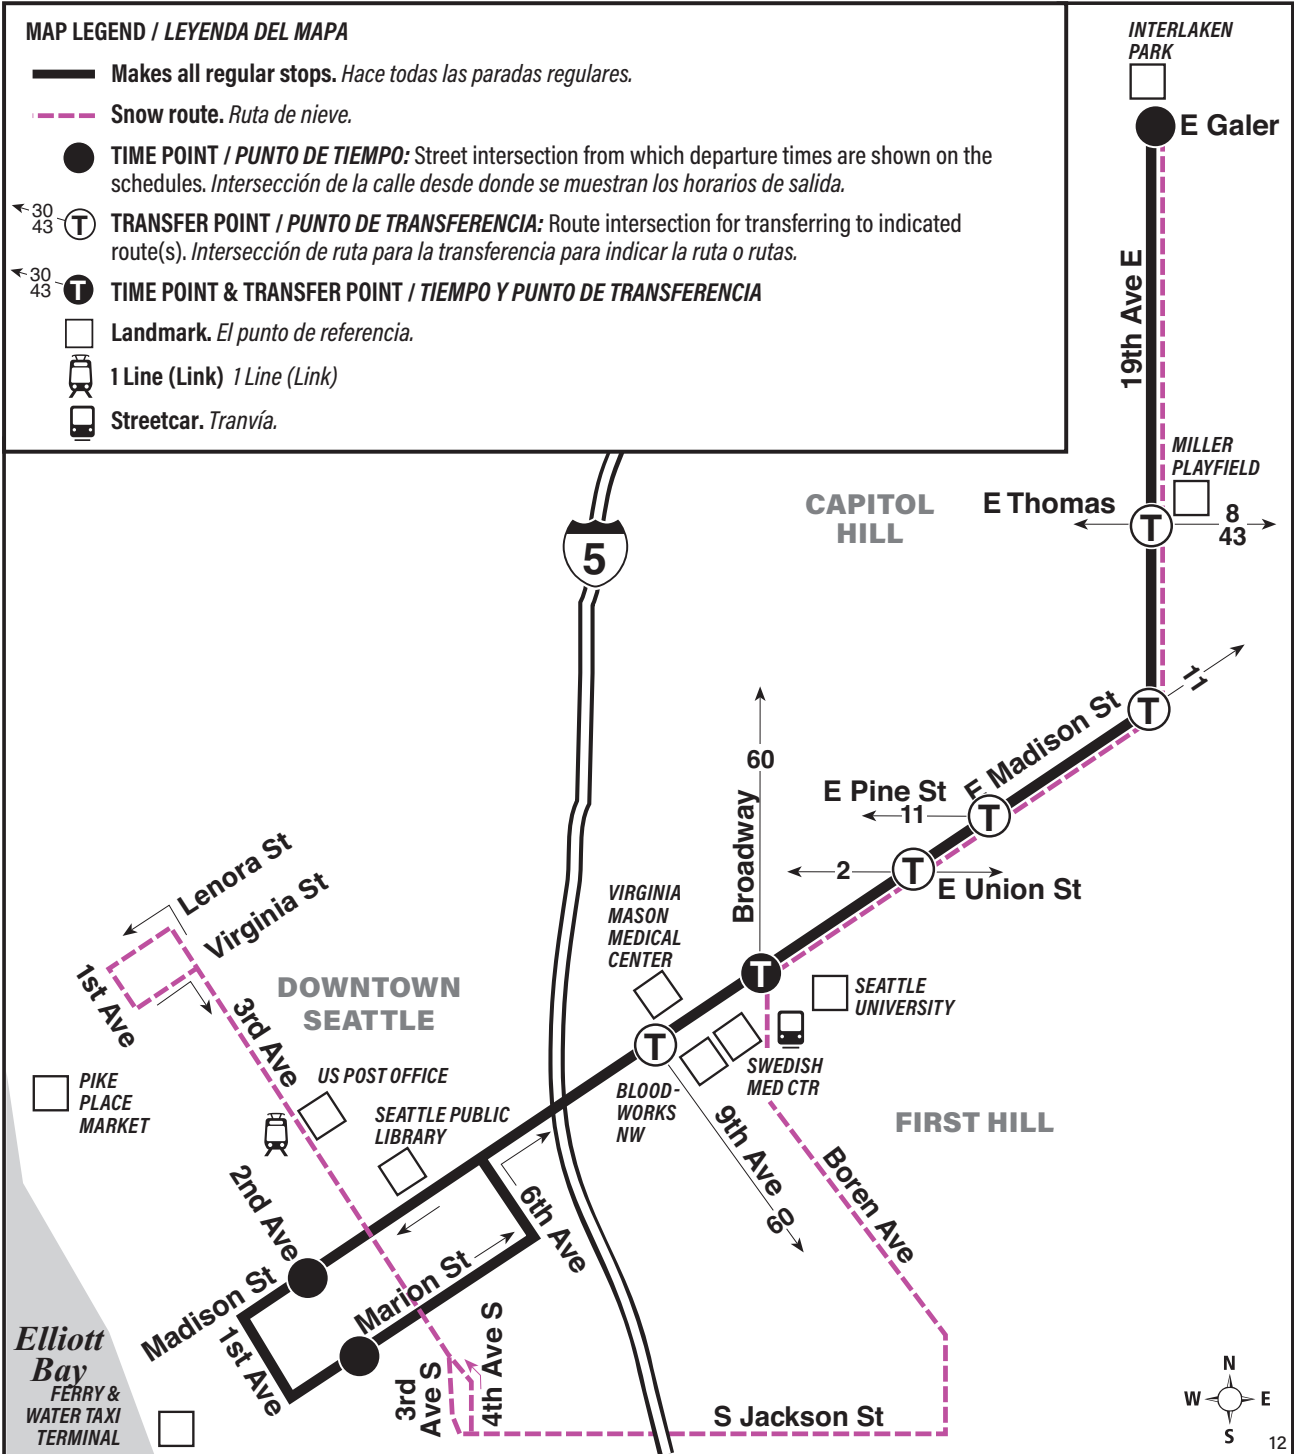 MAP LEGEND / LEYENDA DEL MAPA
Makes all regular stops. Hace todas las paradas regulares.
Snow route. Ruta de nieve.
TIME POINT / PUNTO DE TIEMPO: Street intersection from which departure times are shown on the
schedules. Intersección de la calle desde donde se muestran los horarios de salida.
30
43
T
TRANSFER POINT / PUNTO DE TRANSFERENCIA: Route intersection for transferring to indicated
route(s). Intersección de ruta para la transferencia para indicar la ruta o rutas.
30
43
T
TIME POINT & TRANSFER POINT / TIEMPO Y PUNTO DE TRANSFERENCIA
Landmark. El punto de referencia.
1 Line (Link) 1 Line (Link)
Streetcar. Tranvía.
INTERLAKEN
PARK
E Galer
19th Ave E
MILLER
PLAYFIELD
CAPITOL
HILL
E Thomas
T
8
43
5
11
T
E Madison St
60
Broadway
E Pine St
11
T
2
T
E Union St
Lenora St
Virginia St
1st Ave
3rd Ave
DOWNTOWN
SEATTLE
VIRGINIA
MASON
MEDICAL
CENTER
T
SEATTLE
UNIVERSITY
T
SWEDISH
MED CTR
BLOOD-
WORKS
NW
9th Ave
60
FIRST HILL
Boren Ave
PIKE
PLACE
MARKET
US POST OFFICE
SEATTLE PUBLIC
LIBRARY
2nd Ave
6th Ave
Madison St
Marion St
1st Ave
3rd
Ave S
4th Ave S
S Jackson St
Elliott
Bay
FERRY &
WATER TAXI
TERMINAL
N
W
E
S
12